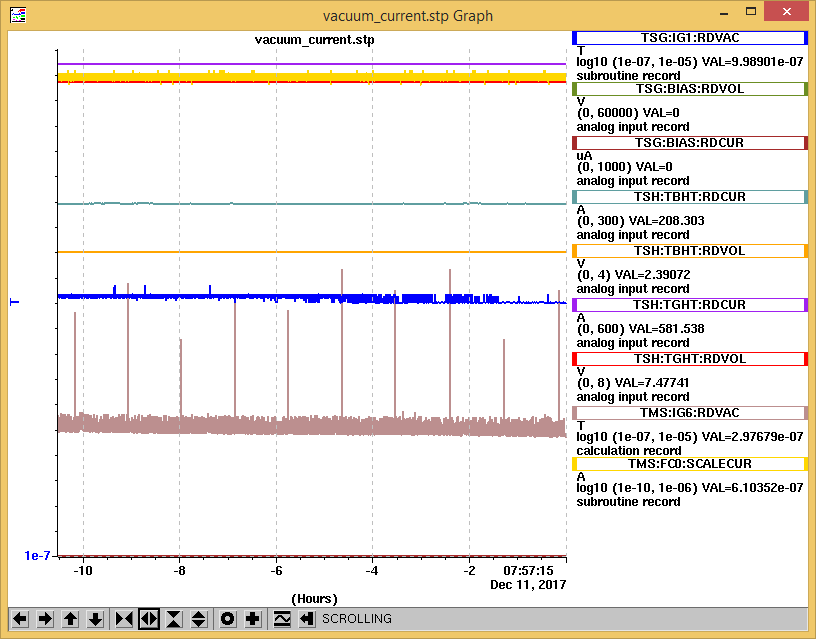 vacuum_current.stp Graph
vacuum_current.stp
T
1e-7
-10
-8
-6
-4
-2
07:57:15
Dec 11, 2017
(Hours)
TSG:IG1:RDVAC
T
log10 (1e-07, 1e-05) VAL=9.98901e-07
subroutine record
TSG:BIAS:RDVOL
V
(0, 60000) VAL=0
analog input record
TSG:BIAS:RDCUR
uA
(0, 1000) VAL=0
analog input record
TSH:TBHT:RDCUR
A
(0, 300) VAL=208.303
analog input record
TSH:TBHT:RDVOL
V
(0, 4) VAL=2.39072
analog input record
TSH:TGHT:RDCUR
A
(0, 600) VAL=581.538
analog input record
TSH:TGHT:RDVOL
V
(0, 8) VAL=7.47741
analog input record
TMS:IG6:RDVAC
T
log10 (1e-07, 1e-05) VAL=2.97679e-07
calculation record
TMS:FC0:SCALECUR
A
log10 (1e-10, 1e-06) VAL=6.10352e-07
subroutine record
SCROLLING